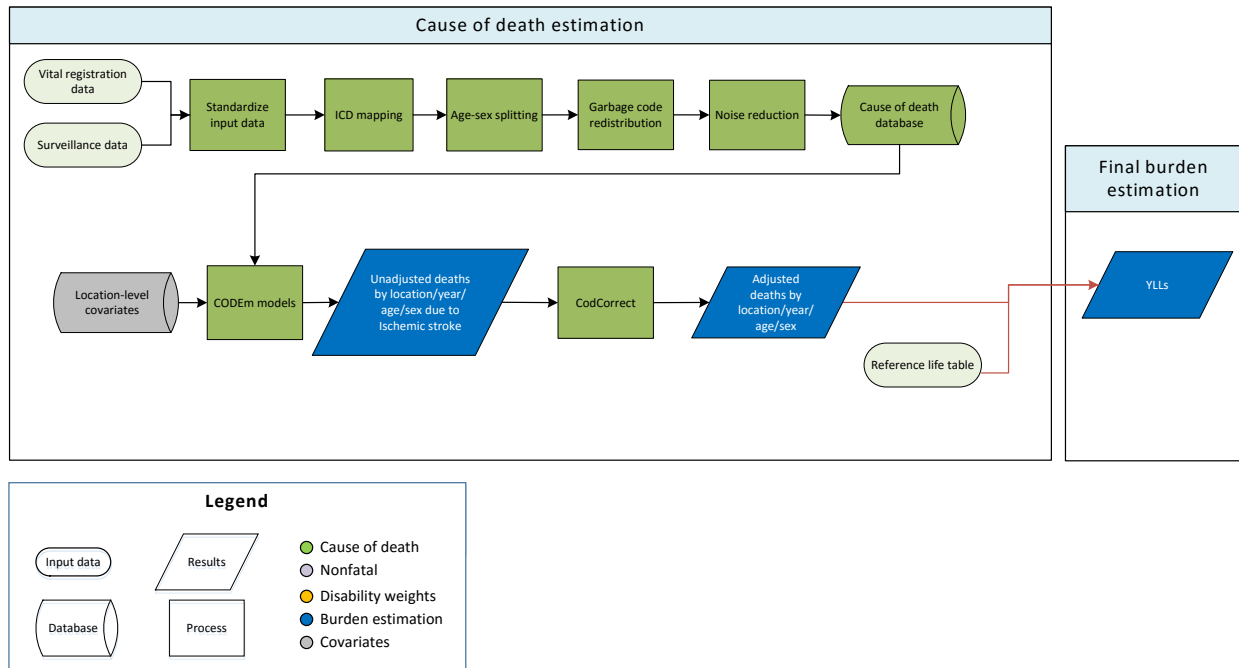 Cause of death estimation
Vital registration
data
Surveillance data
Standardize
input data
ICD mapping
Age-sex splitting
Garbage code
redistribution
Noise reduction
Cause of death
database
Final burden
estimation
Location-level
covariates
CODEm models
Unadjusted deaths
by location/year/
age/sex due to
Ischemic stroke
CodCorrect
Adjusted
deaths by
location/year/
age/sex
YLLs
Reference life table
Legend
Input data
Results
Database
Process
Cause of death
Nonfatal
Disability weights
Burden estimation
Covariates